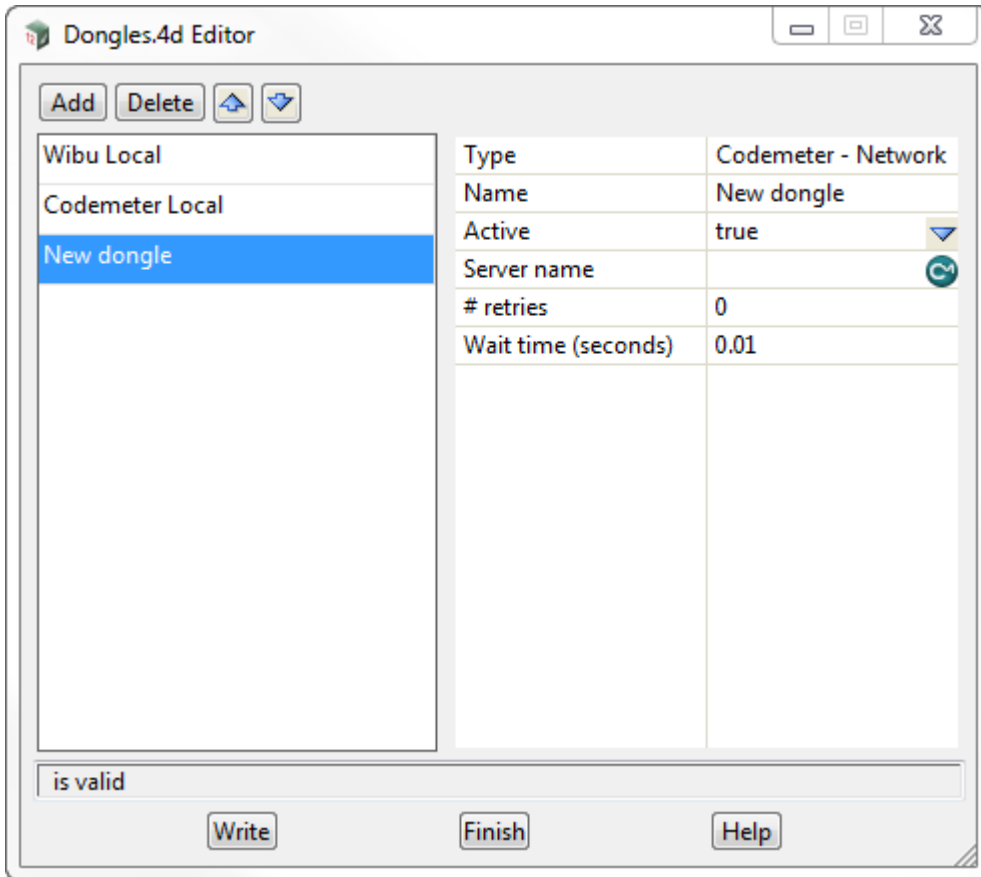 Dongles.4d Editor
Add Delete
Wibu Local
Codemeter Local
New dongle
Type Codemeter - Network
Name New dongle
Active true
Server name
# retries 0
Wait time (seconds) 0.01
is valid
Write Finish Help